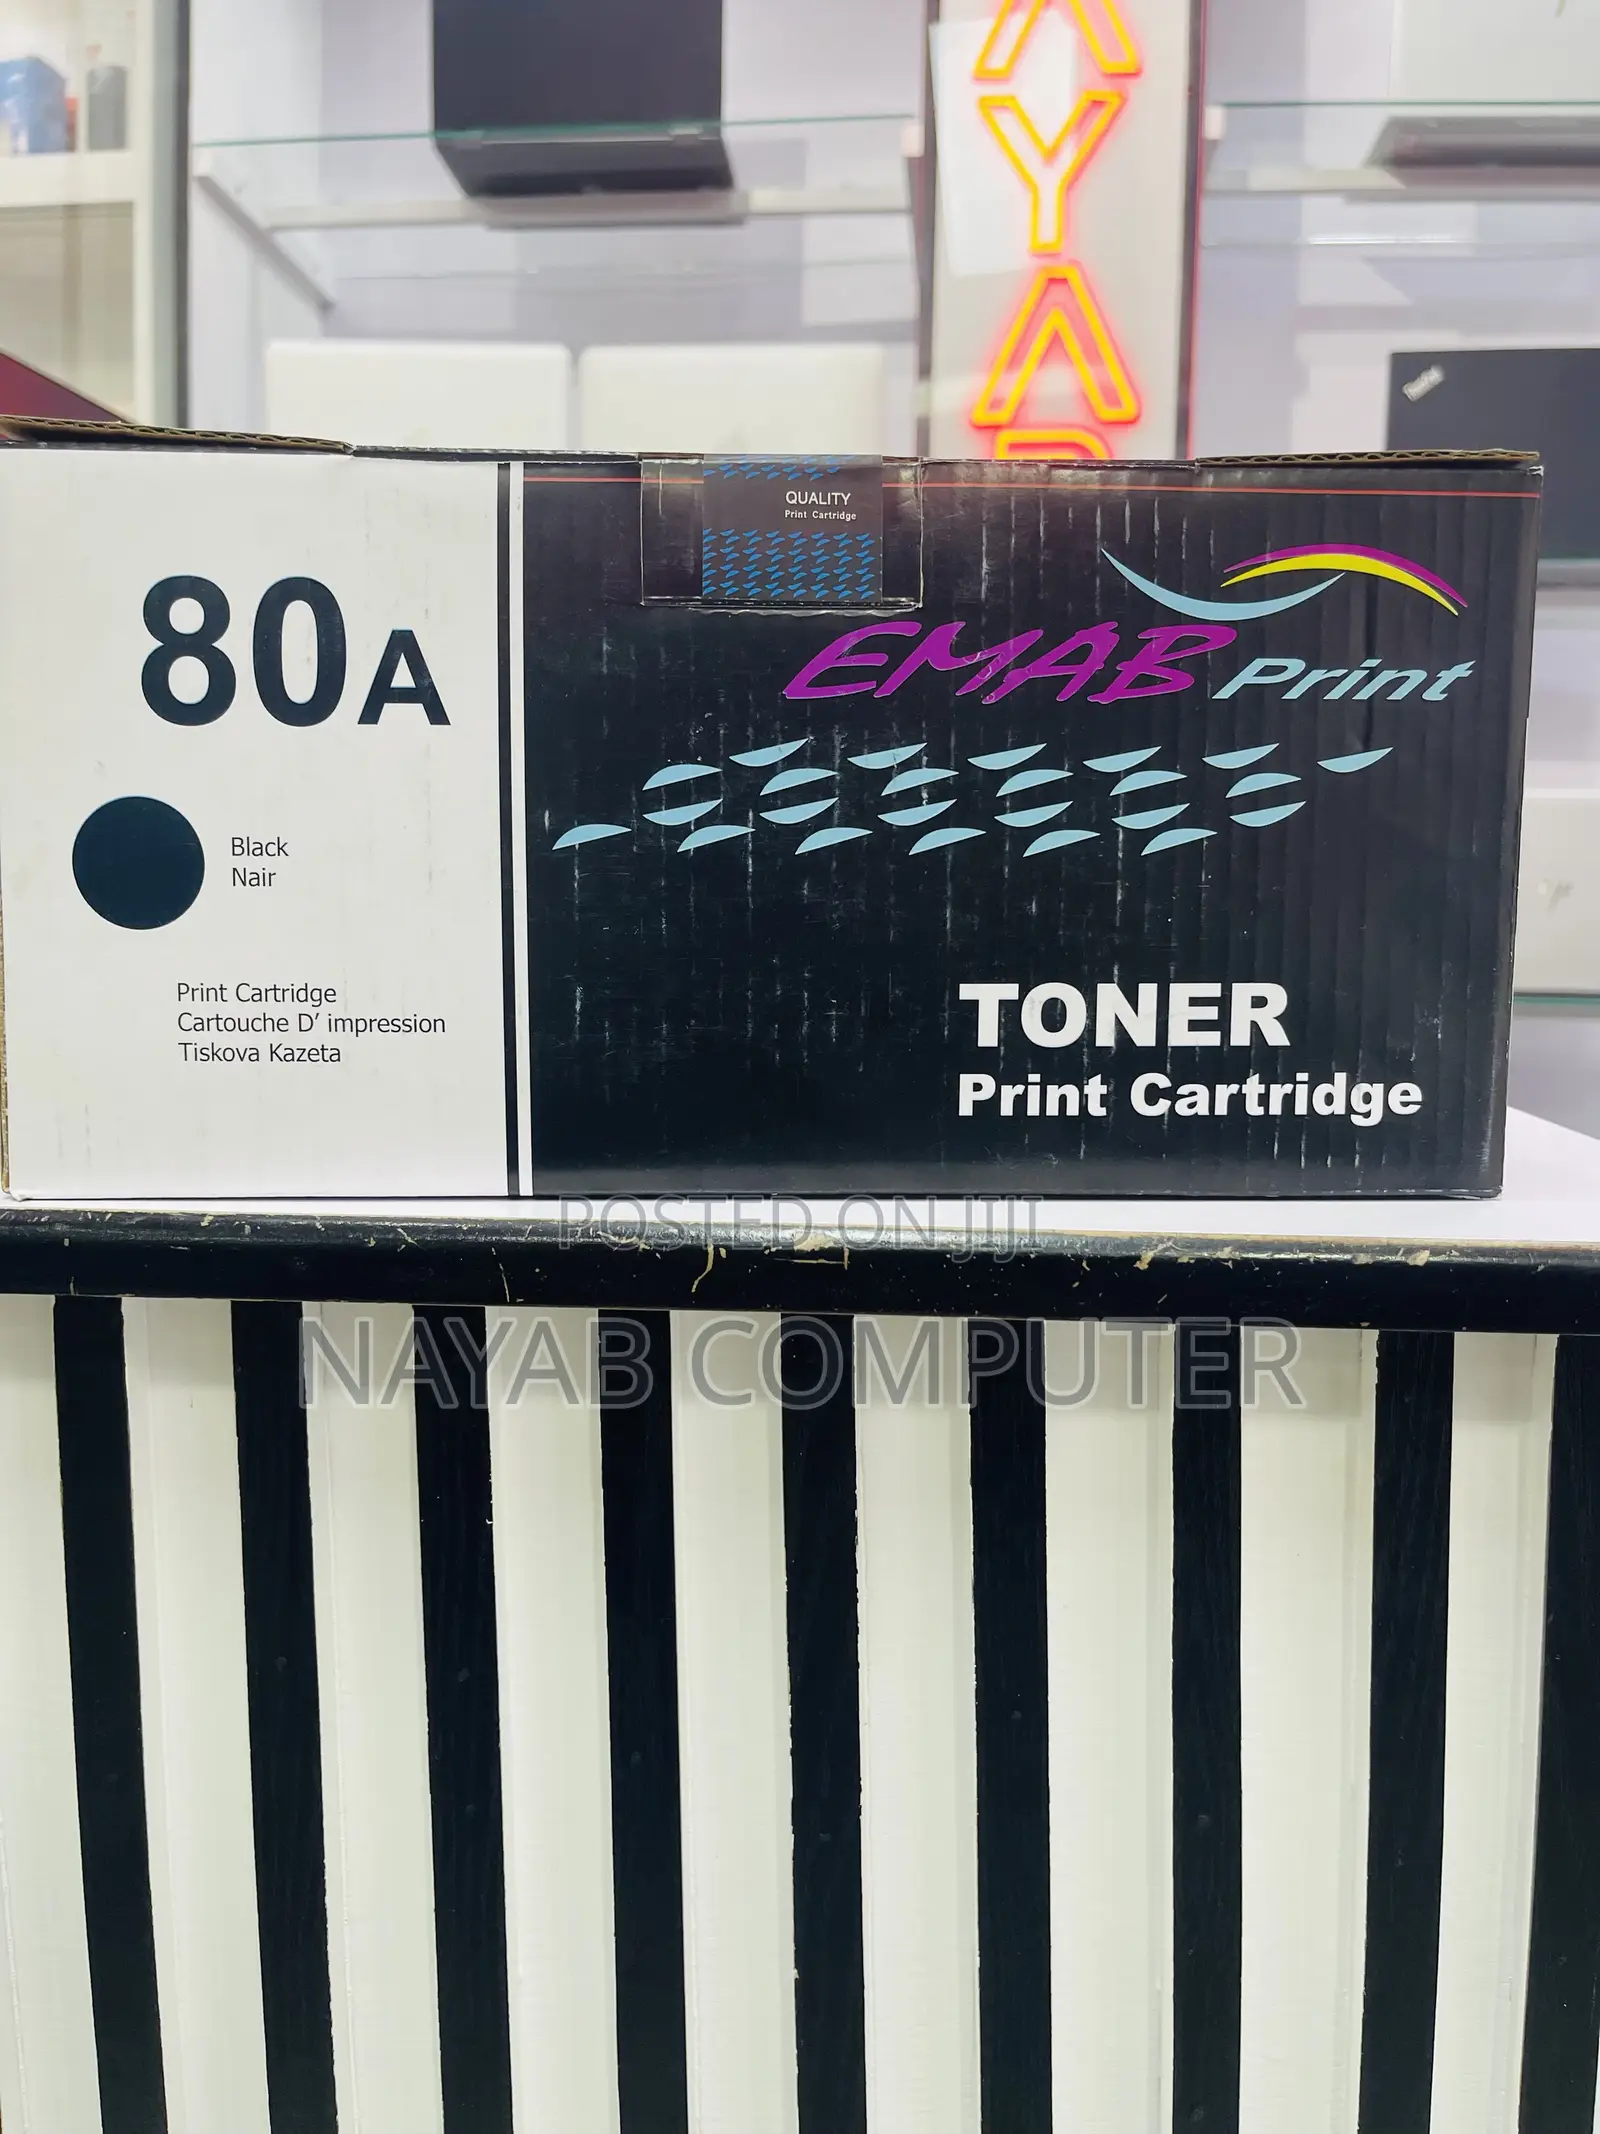 AYAB
QUALITY
Print Cartridge
80A
EMAB Print
Black
Nair
Print Cartridge
Cartouche D' impression
Tiskova Kazeta
TONER
Print Cartridge
POSTED ON JIJI
NAYAB COMPUTER